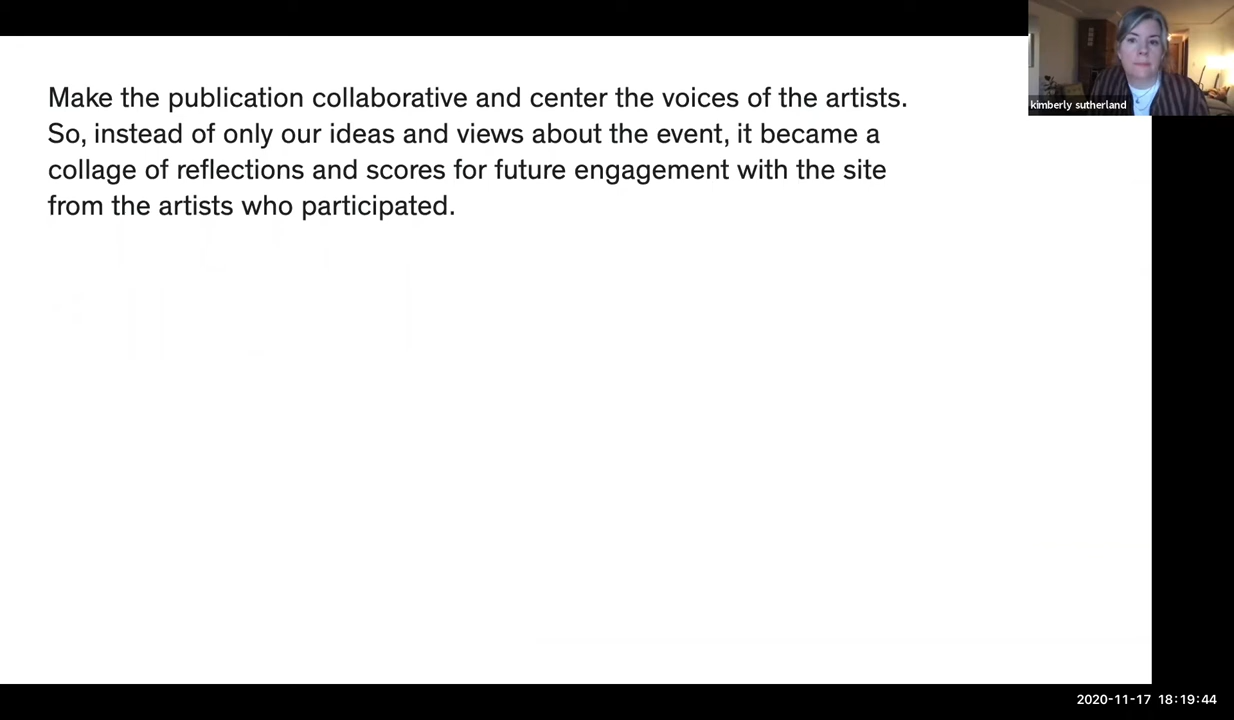 Make the publication collaborative and center the voices of the artists.
So, instead of only our ideas and views about the event, it became a
collage of reflections and scores for future engagement with the site
from the artists who participated.
kimberly sutherland
2020-11-17 18:19:44